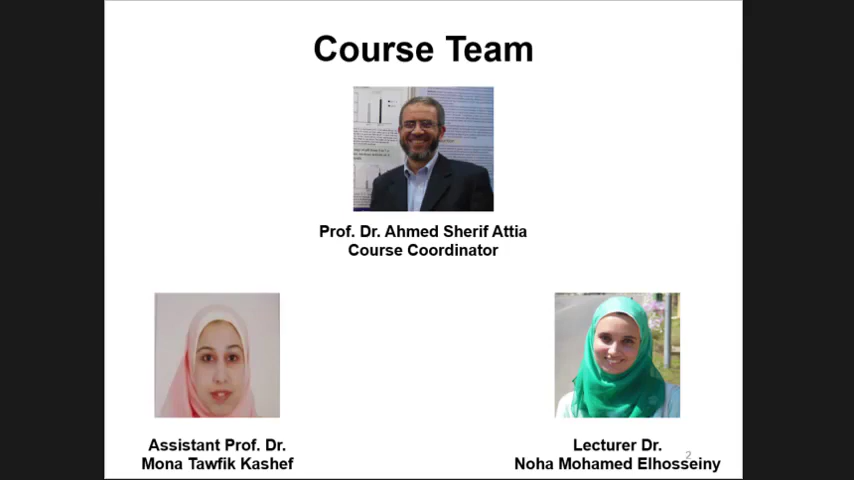 Course Team
Prof. Dr. Ahmed Sherif Attia
Course Coordinator
Assistant Prof. Dr.
Mona Tawfik Kashef
Lecturer Dr.
Noha Mohamed Elhosseiny
2